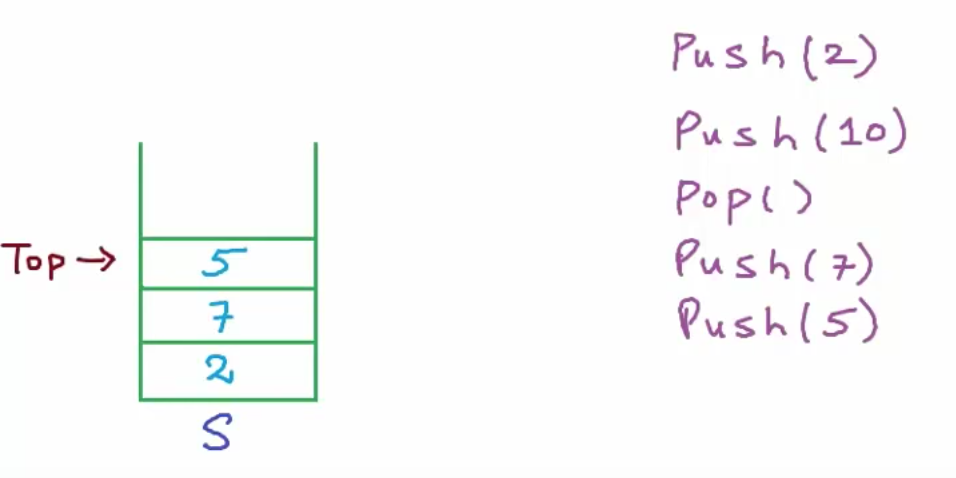 Push(2)
Push(10)
Pop()
Push(7)
Push(5)
Top →
5
7
2
S